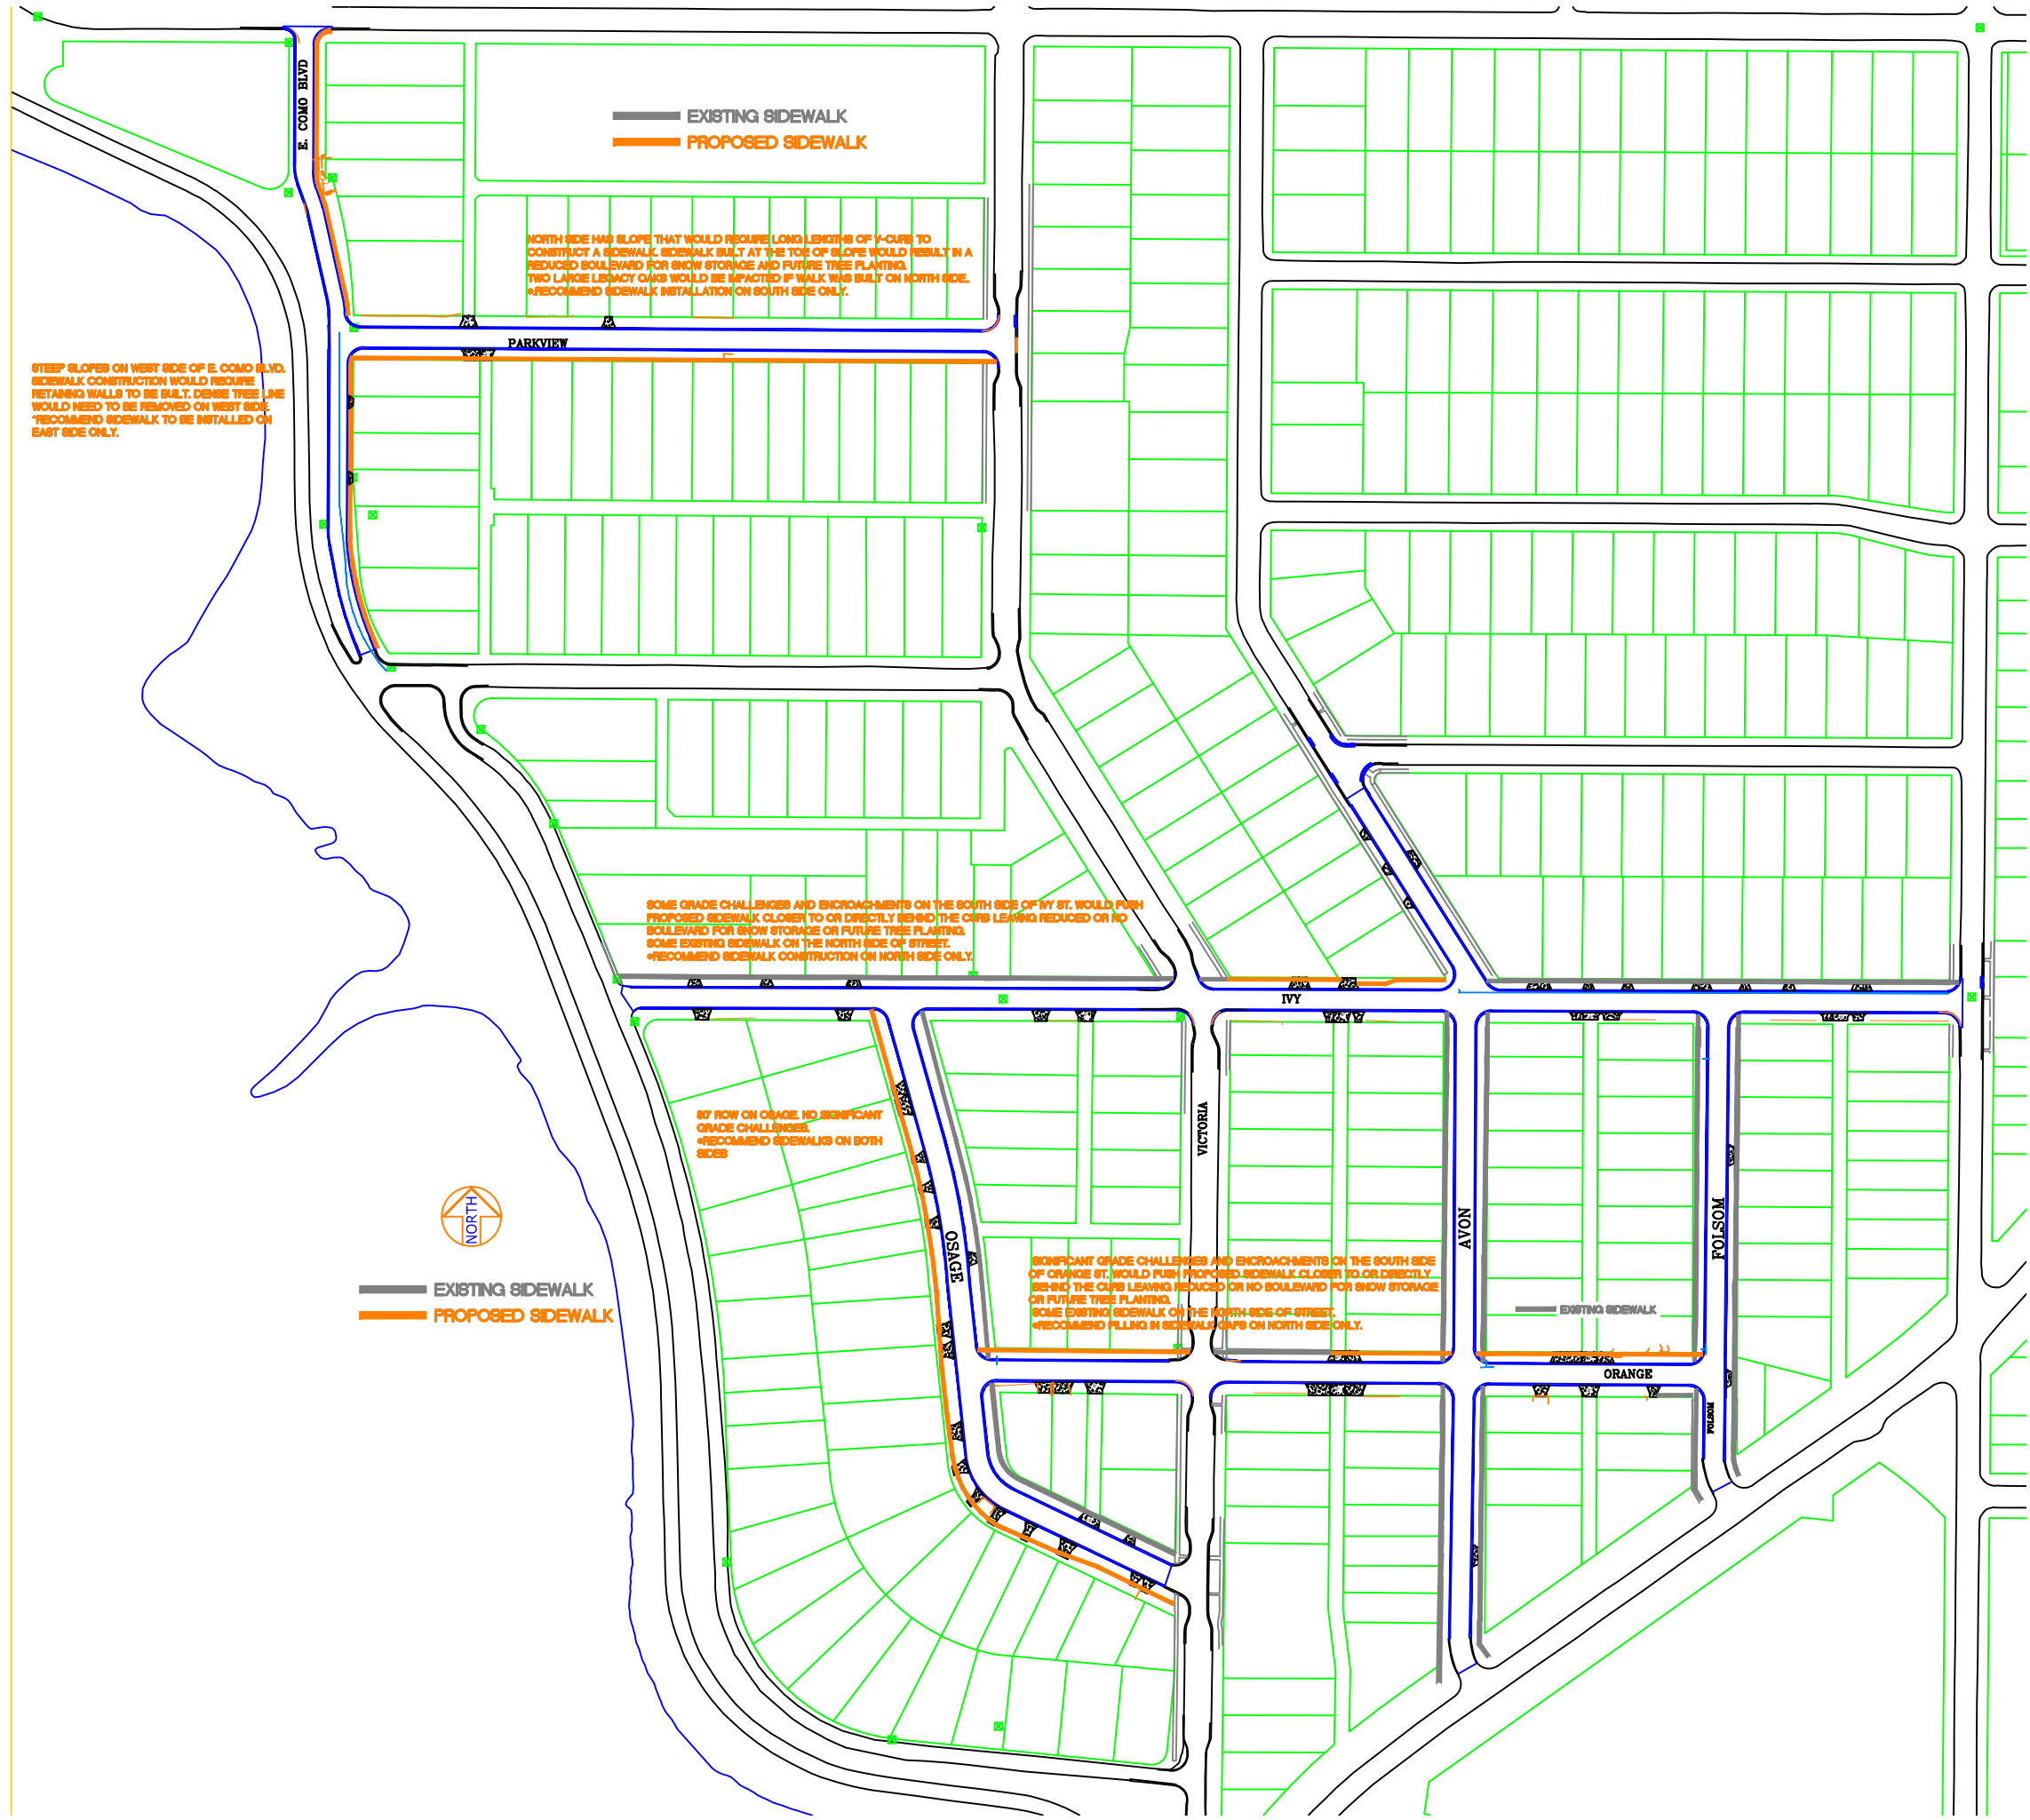 E. COMO BLVD
EXISTING SIDEWALK
PROPOSED SIDEWALK
NORTH SIDE HAS SLOPE THAT WOULD REQUIRE LONG LENGTHS OF V-CURB TO
CONSTRUCT A SIDEWALK. SIDEWALK BUILT AT THE TOE OF SLOPE WOULD RESULT IN A
REDUCED BOULEVARD FOR SNOW STORAGE AND FUTURE TREE PLANTING.
TWO LARGE LEGACY OAKS WOULD BE IMPACTED IF WALK WAS BUILT ON NORTH SIDE.
*RECOMMEND SIDEWALK INSTALLATION ON SOUTH SIDE ONLY.
PARKVIEW
STEEP SLOPES ON WEST SIDE OF E. COMO BLVD.
SIDEWALK CONSTRUCTION WOULD REQUIRE
RETAINING WALLS TO BE BUILT. DENSE TREE LINE
WOULD NEED TO BE REMOVED ON WEST SIDE.
*RECOMMEND SIDEWALK TO BE INSTALLED ON
EAST SIDE ONLY.
SOME GRADE CHALLENGES AND ENCROACHMENTS ON THE SOUTH SIDE OF IVY ST. WOULD PUSH
PROPOSED SIDEWALK CLOSER TO OR DIRECTLY BEHIND THE CURB LEAVING REDUCED OR NO
BOULEVARD FOR SNOW STORAGE OR FUTURE TREE PLANTING.
SOME EXISTING SIDEWALK ON THE NORTH SIDE OF STREET.
*RECOMMEND SIDEWALK CONSTRUCTION ON NORTH SIDE ONLY.
IVY
80' ROW ON OSAGE. NO SIGNIFICANT
GRADE CHALLENGES.
*RECOMMEND SIDEWALKS ON BOTH
SIDES
VICTORIA
NORTH
OSAGE
AVON
FOLSOM
SIGNIFICANT GRADE CHALLENGES AND ENCROACHMENTS ON THE SOUTH SIDE
OF ORANGE ST. WOULD PUSH PROPOSED SIDEWALK CLOSER TO OR DIRECTLY
BEHIND THE CURB LEAVING REDUCED OR NO BOULEVARD FOR SNOW STORAGE
OR FUTURE TREE PLANTING.
SOME EXISTING SIDEWALK ON THE NORTH SIDE OF STREET.
*RECOMMEND FILLING IN SIDEWALK GAPS ON NORTH SIDE ONLY.
EXISTING SIDEWALK
PROPOSED SIDEWALK
EXISTING SIDEWALK
ORANGE
FOLSOM